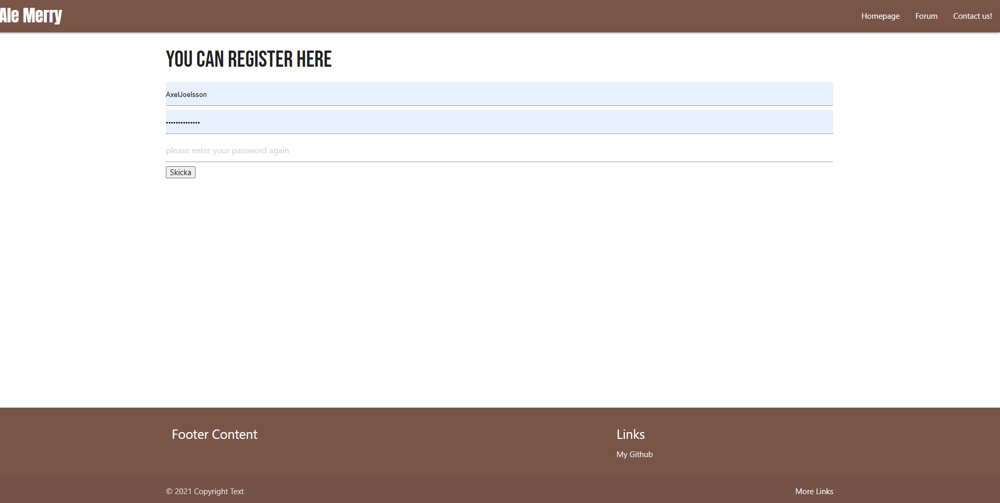 Ale Merry
Homepage Forum Contact us!
YOU CAN REGISTER HERE
AxelJoelsson
••••••••••••••
please enter your password again
Skicka
Footer Content
Links
My Github
© 2021 Copyright Text
More Links